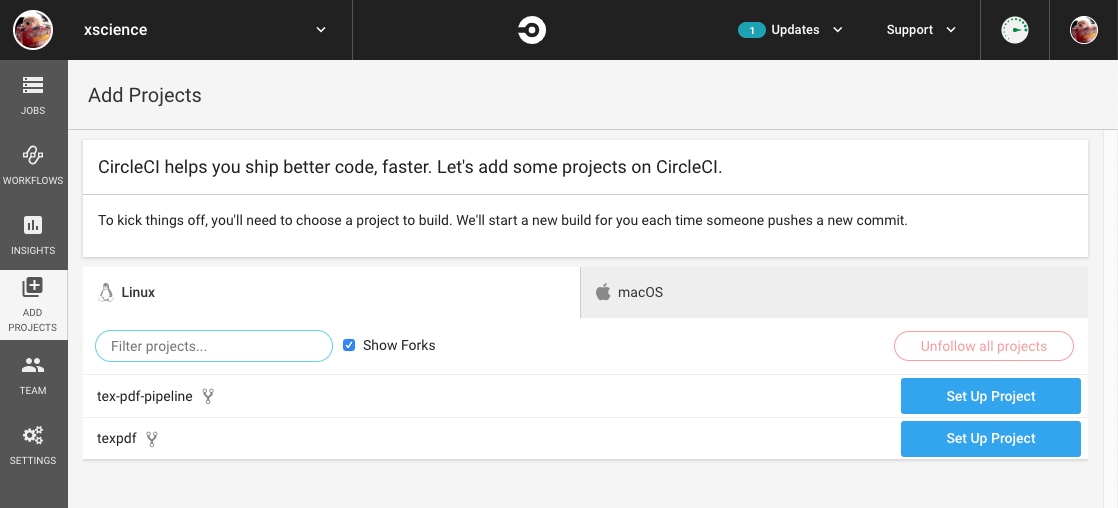 xscience
1 Updates
Support
JOBS
WORKFLOWS
INSIGHTS
ADD
PROJECTS
TEAM
SETTINGS
Add Projects
CircleCI helps you ship better code, faster. Let's add some projects on CircleCI.
To kick things off, you'll need to choose a project to build. We'll start a new build for you each time someone pushes a new commit.
Linux
macOS
Filter projects...
Show Forks
Unfollow all projects
tex-pdf-pipeline
Set Up Project
texpdf
Set Up Project